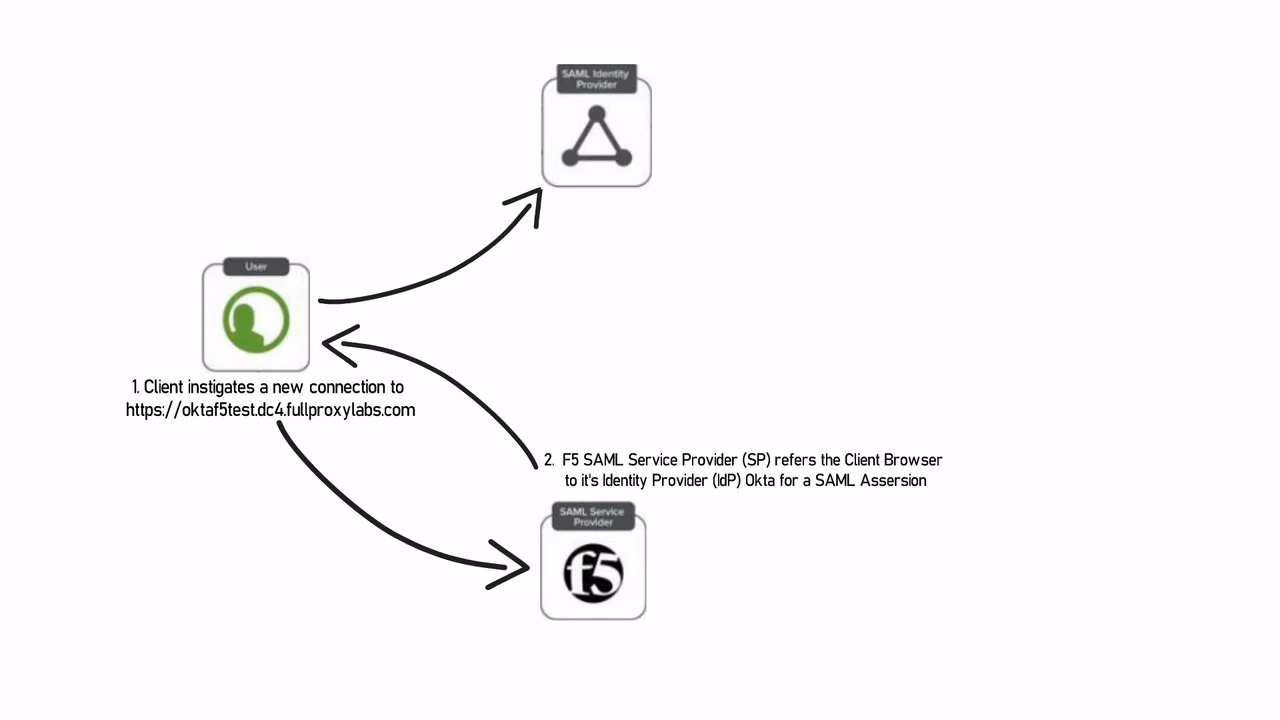 SAML Identity
Provider
User
1. Client instigates a new connection to
https://oktaf5test.dc4.fullproxylabs.com
2. F5 SAML Service Provider (SP) refers the Client Browser
to it's Identity Provider (IdP) Okta for a SAML Assersion
SAML Service
Provider
f5